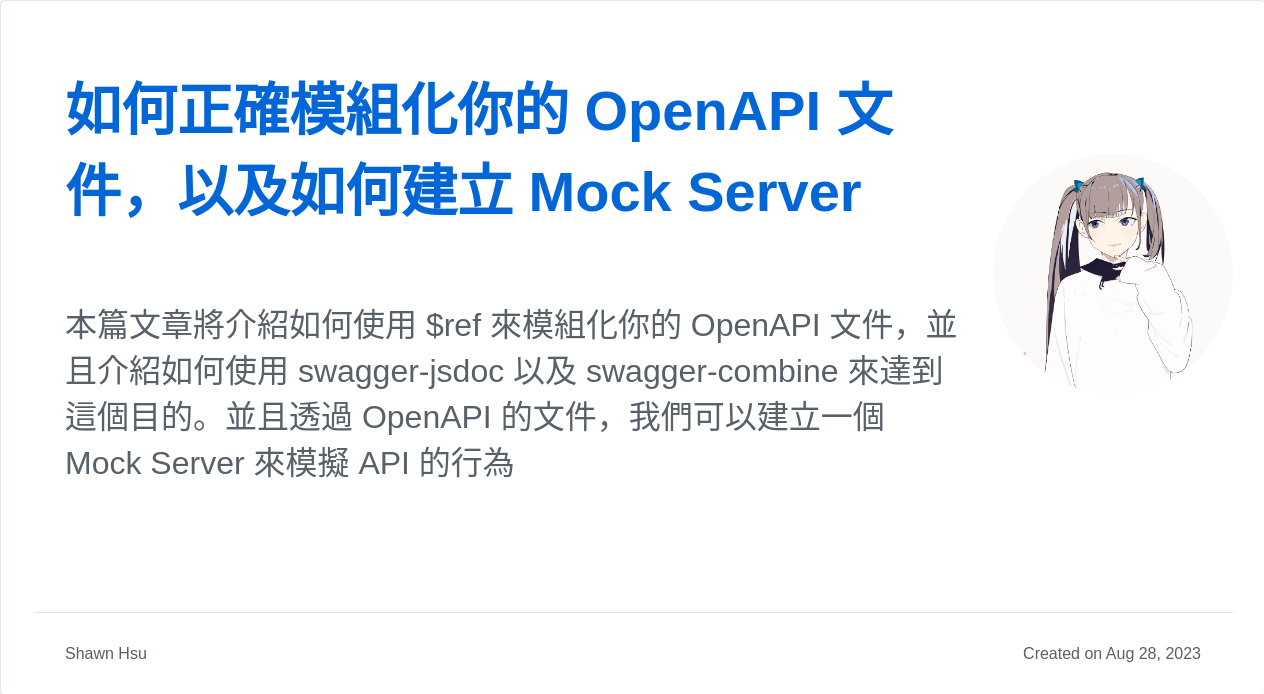 如何正確模組化你的 OpenAPI 文
件，以及如何建立 Mock Server
本篇文章將介紹如何使用 $ref 來模組化你的 OpenAPI 文件，並
且介紹如何使用 swagger-jsdoc 以及 swagger-combine 來達到
這個目的。並且透過 OpenAPI 的文件，我們可以建立一個
Mock Server 來模擬 API 的行為
Shawn Hsu
Created on Aug 28, 2023